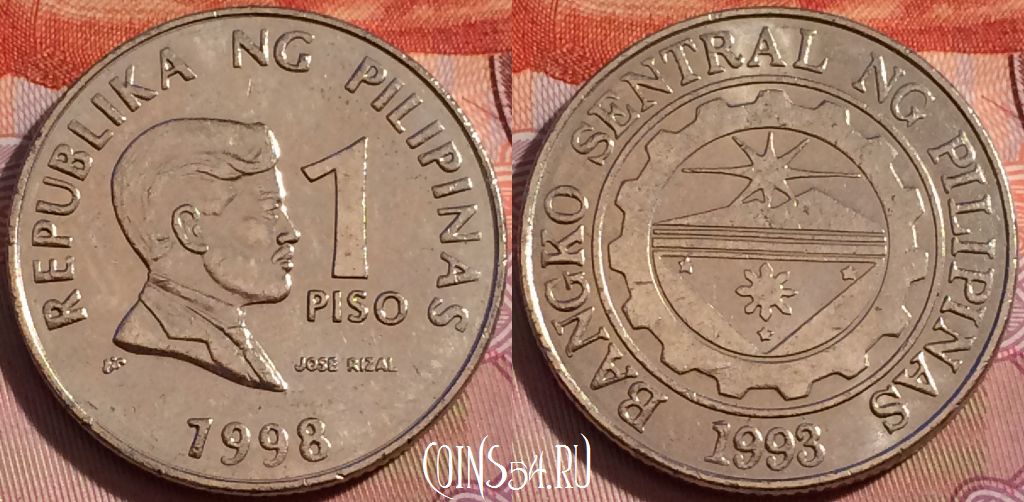 REPUBLIKA NG PILIPINAS
1
PISO
JOSE RIZAL
1998
BANGKO SENTRAL NG PILIPINAS
1993
COINS54.RU